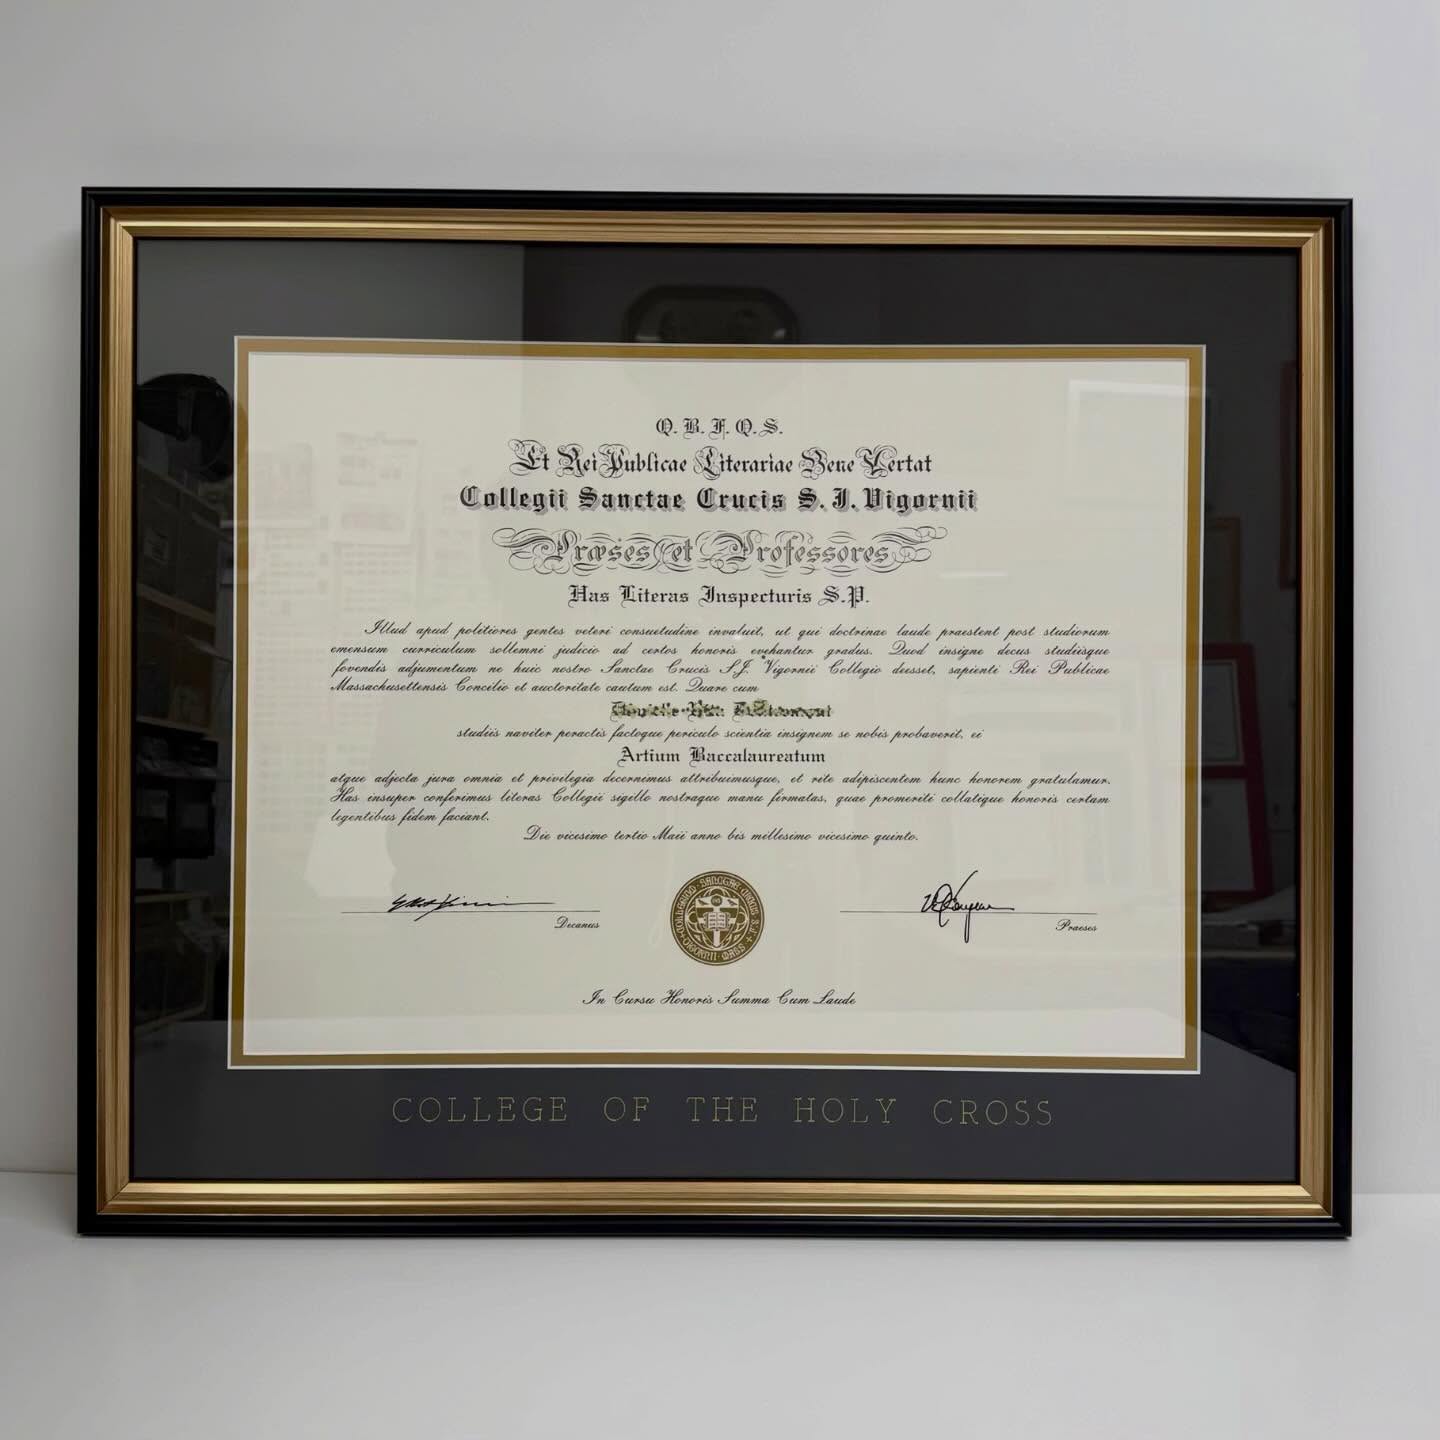 Q. B. F. Q. S.
Et Rei Publicae Literariae Bene Vertat
Collegii Sanctae Crucis S. J. Vigornii
Præses et Professores
Has Literas Inspecturis S.P.
Illud apud politiores gentes veteri consuetudine invaluit, ut qui doctrinae laude praestent post studiorum
emensum curriculum sollemni judicio ad certos honoris evehantur gradus. Quod insigne decus studiisque
fovendis adjumentum ne huic nostro Sanctae Crucis S.J. Vigornii Collegio deesset, sapienti Rei Publicae
Massachusettensis Concilio et auctoritate cautum est. Quare cum
studiis naviter peractis factoque periculo scientia insignem se nobis probaverit, ei
Artium Baccalaureatum
atque adjecta jura omnia et privilegia decernimus attribuimusque, et rite adipiscentem hunc honorem gratulamur.
Has insuper conferimus literas Collegii sigillo nostraque manu firmatas, quae promeriti collatique honoris certam
legentibus fidem faciant.
Die vicesimo tertio Maii anno bis millesimo vicesimo quinto.
Decanus
COLLEGIUM SANCTAE CRUCIS S.J. VIGORNII MASS
Praeses
In Cursu Honoris Summa Cum Laude
COLLEGE OF THE HOLY CROSS